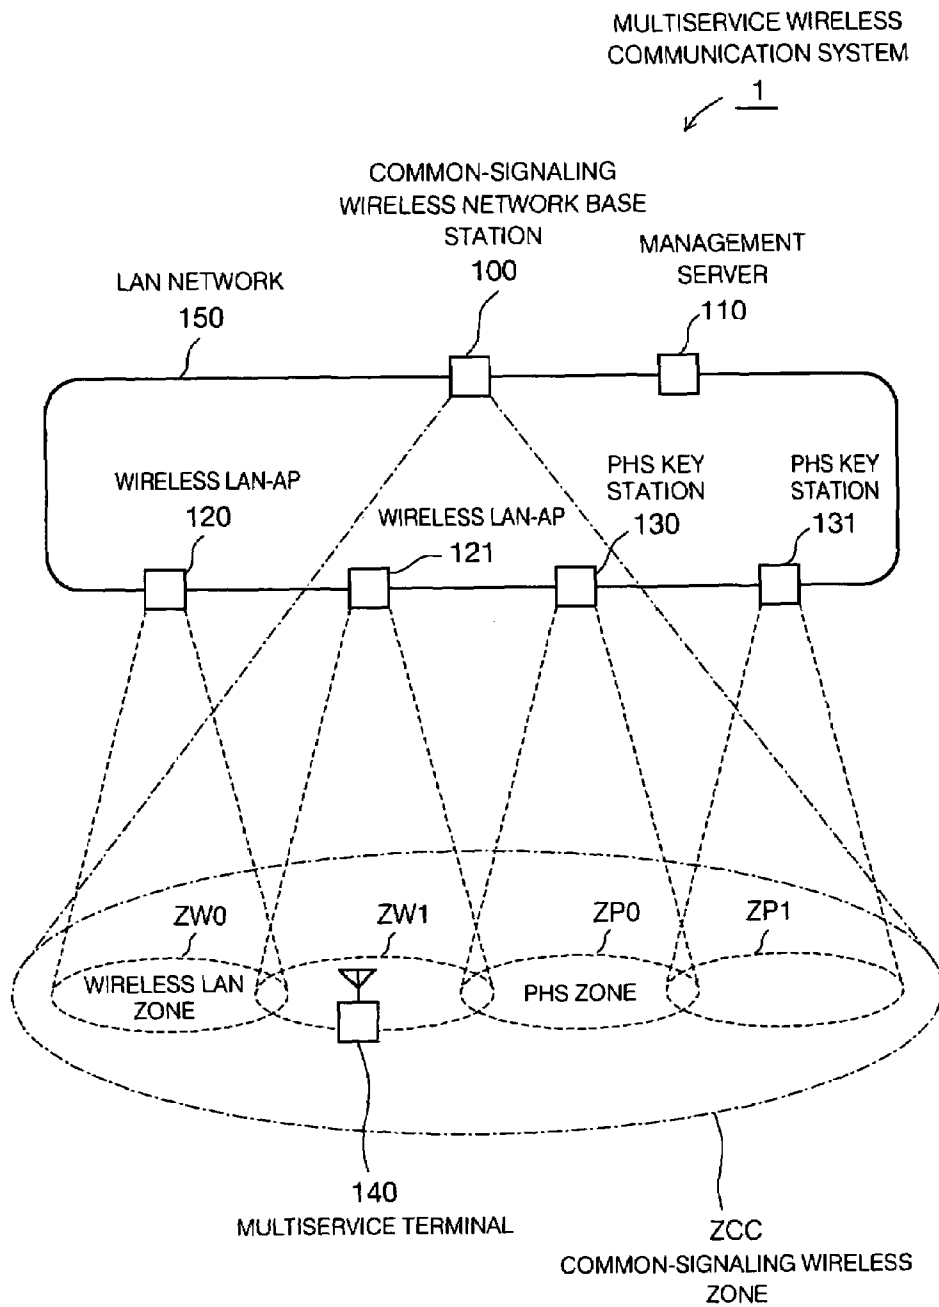 MULTISERVICE WIRELESS
COMMUNICATION SYSTEM
1
COMMON-SIGNALING
WIRELESS NETWORK BASE
STATION
100
MANAGEMENT
SERVER
110
LAN NETWORK
150
WIRELESS LAN-AP
120
WIRELESS LAN-AP
121
PHS KEY
STATION
130
PHS KEY
STATION
131
ZW0
ZW1
ZP0
ZP1
WIRELESS LAN
ZONE
PHS ZONE
140
MULTISERVICE TERMINAL
ZCC
COMMON-SIGNALING WIRELESS
ZONE